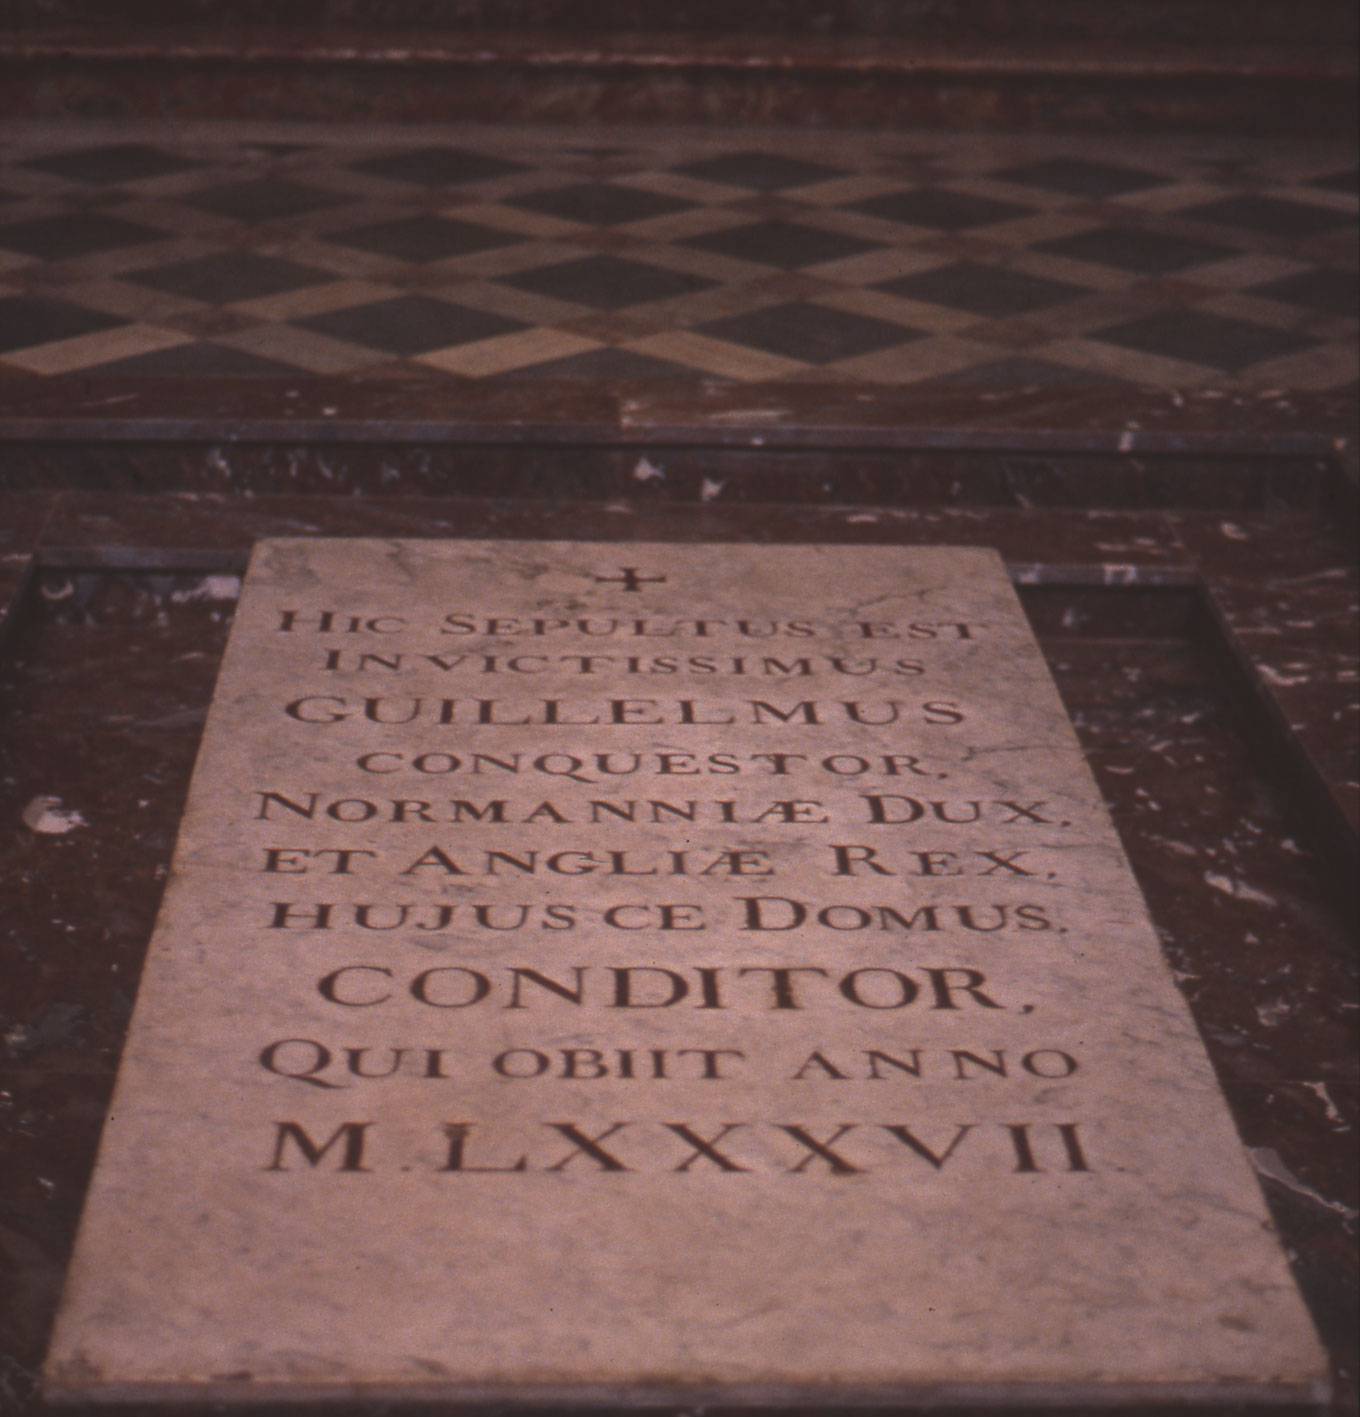 HIC SEPULTUS EST
INVICTISSIMUS
GUILLELMUS
CONQUESTOR,
NORMANNIÆ DUX,
ET ANGLIÆ REX,
HUJUSCE DOMUS,
CONDITOR,
QUI OBIIT ANNO
M.LXXXVII.